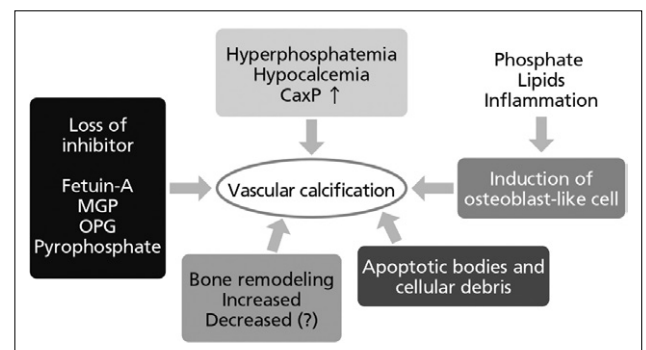 Hyperphosphatemia
Hypocalcemia
CaxP ↑
Phosphate
Lipids
Inflammation
Loss of
inhibitor
Fetuin-A
MGP
OPG
Pyrophosphate
Vascular calcification
Induction of
osteoblast-like cell
Bone remodeling
Increased
Decreased (?)
Apoptotic bodies and
cellular debris